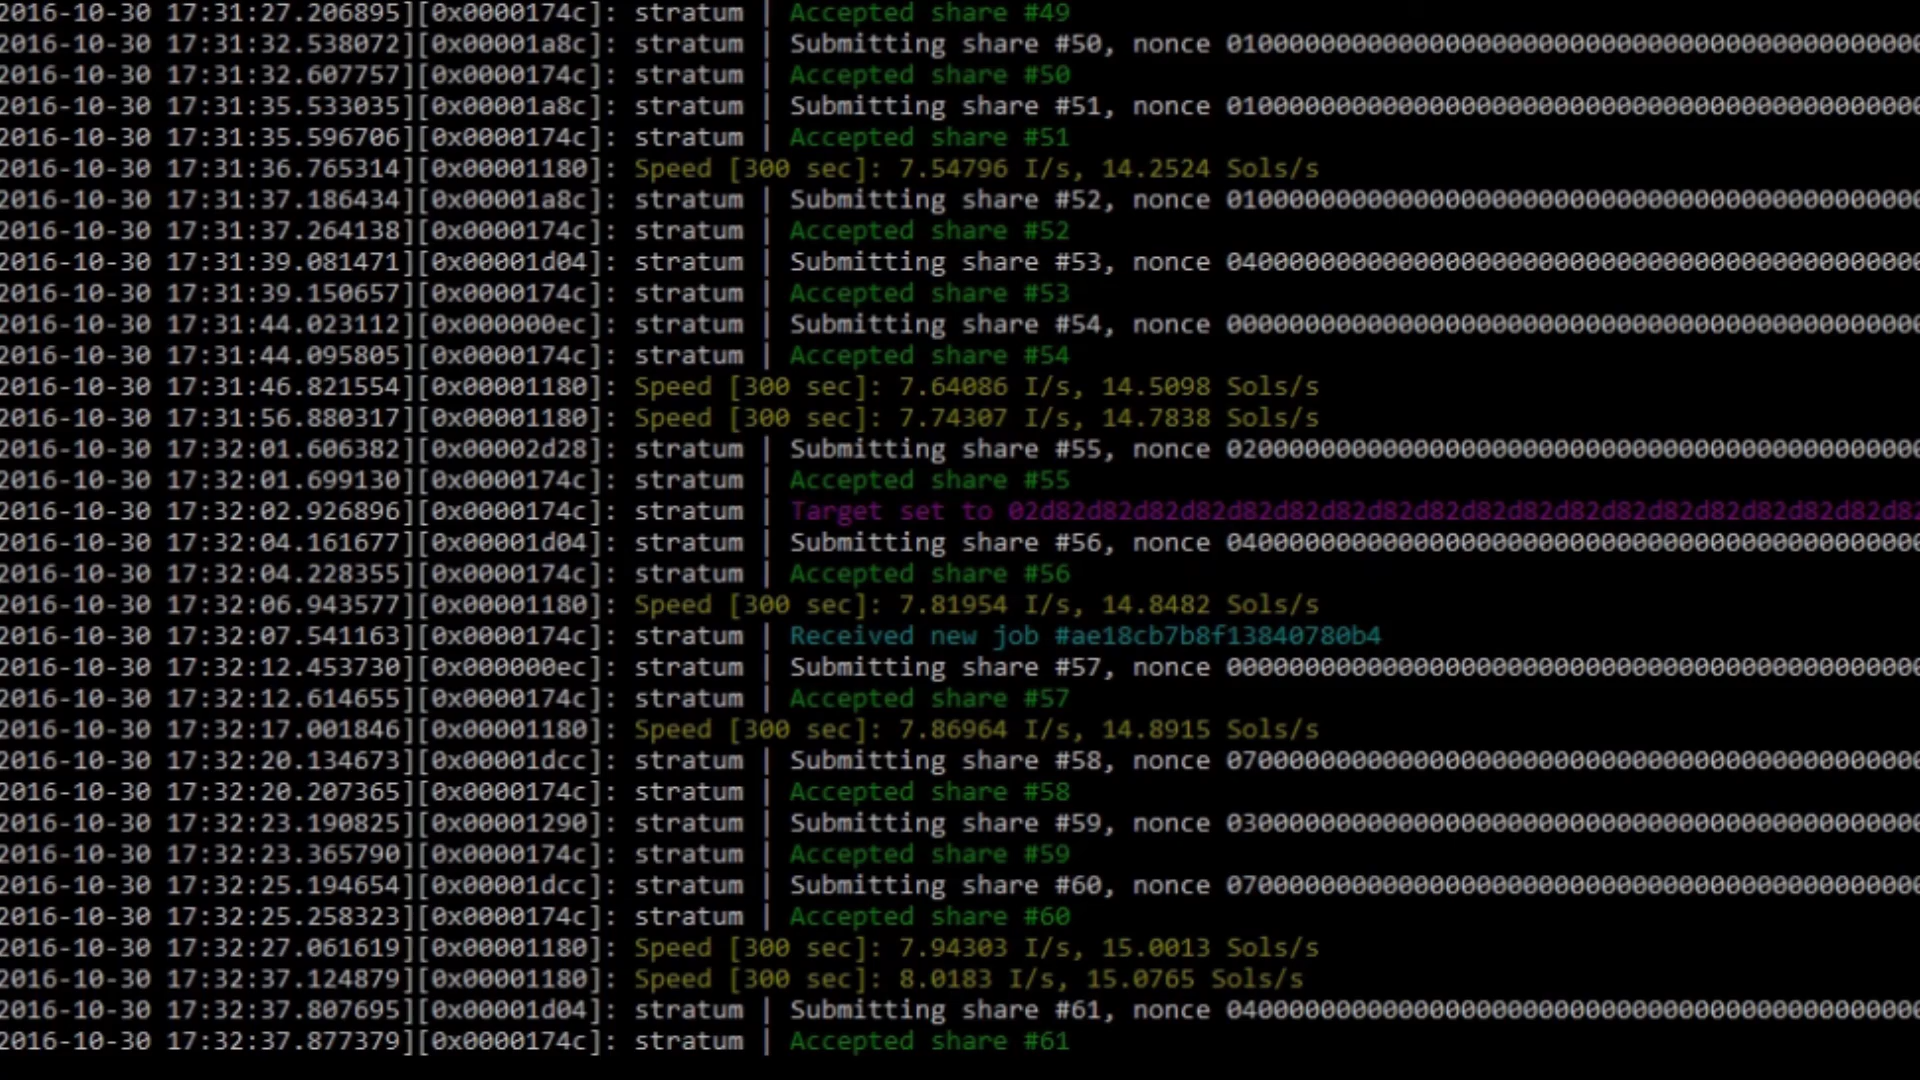 2016-10-30 17:31:27.206895][0x0000174c]: stratum | Accepted share #49
2016-10-30 17:31:32.538072][0x00001a8c]: stratum | Submitting share #50, nonce 010000000000000000000000000000000000000000000
2016-10-30 17:31:32.607757][0x0000174c]: stratum | Accepted share #50
2016-10-30 17:31:35.533035][0x00001a8c]: stratum | Submitting share #51, nonce 010000000000000000000000000000000000000000000
2016-10-30 17:31:35.596706][0x0000174c]: stratum | Accepted share #51
2016-10-30 17:31:36.765314][0x00001180]: Speed [300 sec]: 7.54796 I/s, 14.2524 Sols/s
2016-10-30 17:31:37.186434][0x00001a8c]: stratum | Submitting share #52, nonce 010000000000000000000000000000000000000000000
2016-10-30 17:31:37.264138][0x0000174c]: stratum | Accepted share #52
2016-10-30 17:31:39.081471][0x00001d04]: stratum | Submitting share #53, nonce 040000000000000000000000000000000000000000000
2016-10-30 17:31:39.150657][0x0000174c]: stratum | Accepted share #53
2016-10-30 17:31:44.023112][0x000000ec]: stratum | Submitting share #54, nonce 000000000000000000000000000000000000000000000
2016-10-30 17:31:44.095805][0x0000174c]: stratum | Accepted share #54
2016-10-30 17:31:46.821554][0x00001180]: Speed [300 sec]: 7.64086 I/s, 14.5098 Sols/s
2016-10-30 17:31:56.880317][0x00001180]: Speed [300 sec]: 7.74307 I/s, 14.7838 Sols/s
2016-10-30 17:32:01.606382][0x00002d28]: stratum | Submitting share #55, nonce 020000000000000000000000000000000000000000000
2016-10-30 17:32:01.699130][0x0000174c]: stratum | Accepted share #55
2016-10-30 17:32:02.926896][0x0000174c]: stratum | Target set to 02d82d82d82d82d82d82d82d82d82d82d82d82d82d82d82d82d82d82d82
2016-10-30 17:32:04.161677][0x00001d04]: stratum | Submitting share #56, nonce 040000000000000000000000000000000000000000000
2016-10-30 17:32:04.228355][0x0000174c]: stratum | Accepted share #56
2016-10-30 17:32:06.943577][0x00001180]: Speed [300 sec]: 7.81954 I/s, 14.8482 Sols/s
2016-10-30 17:32:07.541163][0x0000174c]: stratum | Received new job #ae18cb7b8f13840780b4
2016-10-30 17:32:12.453730][0x000000ec]: stratum | Submitting share #57, nonce 000000000000000000000000000000000000000000000
2016-10-30 17:32:12.614655][0x0000174c]: stratum | Accepted share #57
2016-10-30 17:32:17.001846][0x00001180]: Speed [300 sec]: 7.86964 I/s, 14.8915 Sols/s
2016-10-30 17:32:20.134673][0x00001dcc]: stratum | Submitting share #58, nonce 070000000000000000000000000000000000000000000
2016-10-30 17:32:20.207365][0x0000174c]: stratum | Accepted share #58
2016-10-30 17:32:23.190825][0x00001290]: stratum | Submitting share #59, nonce 030000000000000000000000000000000000000000000
2016-10-30 17:32:23.365790][0x0000174c]: stratum | Accepted share #59
2016-10-30 17:32:25.194654][0x00001dcc]: stratum | Submitting share #60, nonce 070000000000000000000000000000000000000000000
2016-10-30 17:32:25.258323][0x0000174c]: stratum | Accepted share #60
2016-10-30 17:32:27.061619][0x00001180]: Speed [300 sec]: 7.94303 I/s, 15.0013 Sols/s
2016-10-30 17:32:37.124879][0x00001180]: Speed [300 sec]: 8.0183 I/s, 15.0765 Sols/s
2016-10-30 17:32:37.807695][0x00001d04]: stratum | Submitting share #61, nonce 040000000000000000000000000000000000000000000
2016-10-30 17:32:37.877379][0x0000174c]: stratum | Accepted share #61